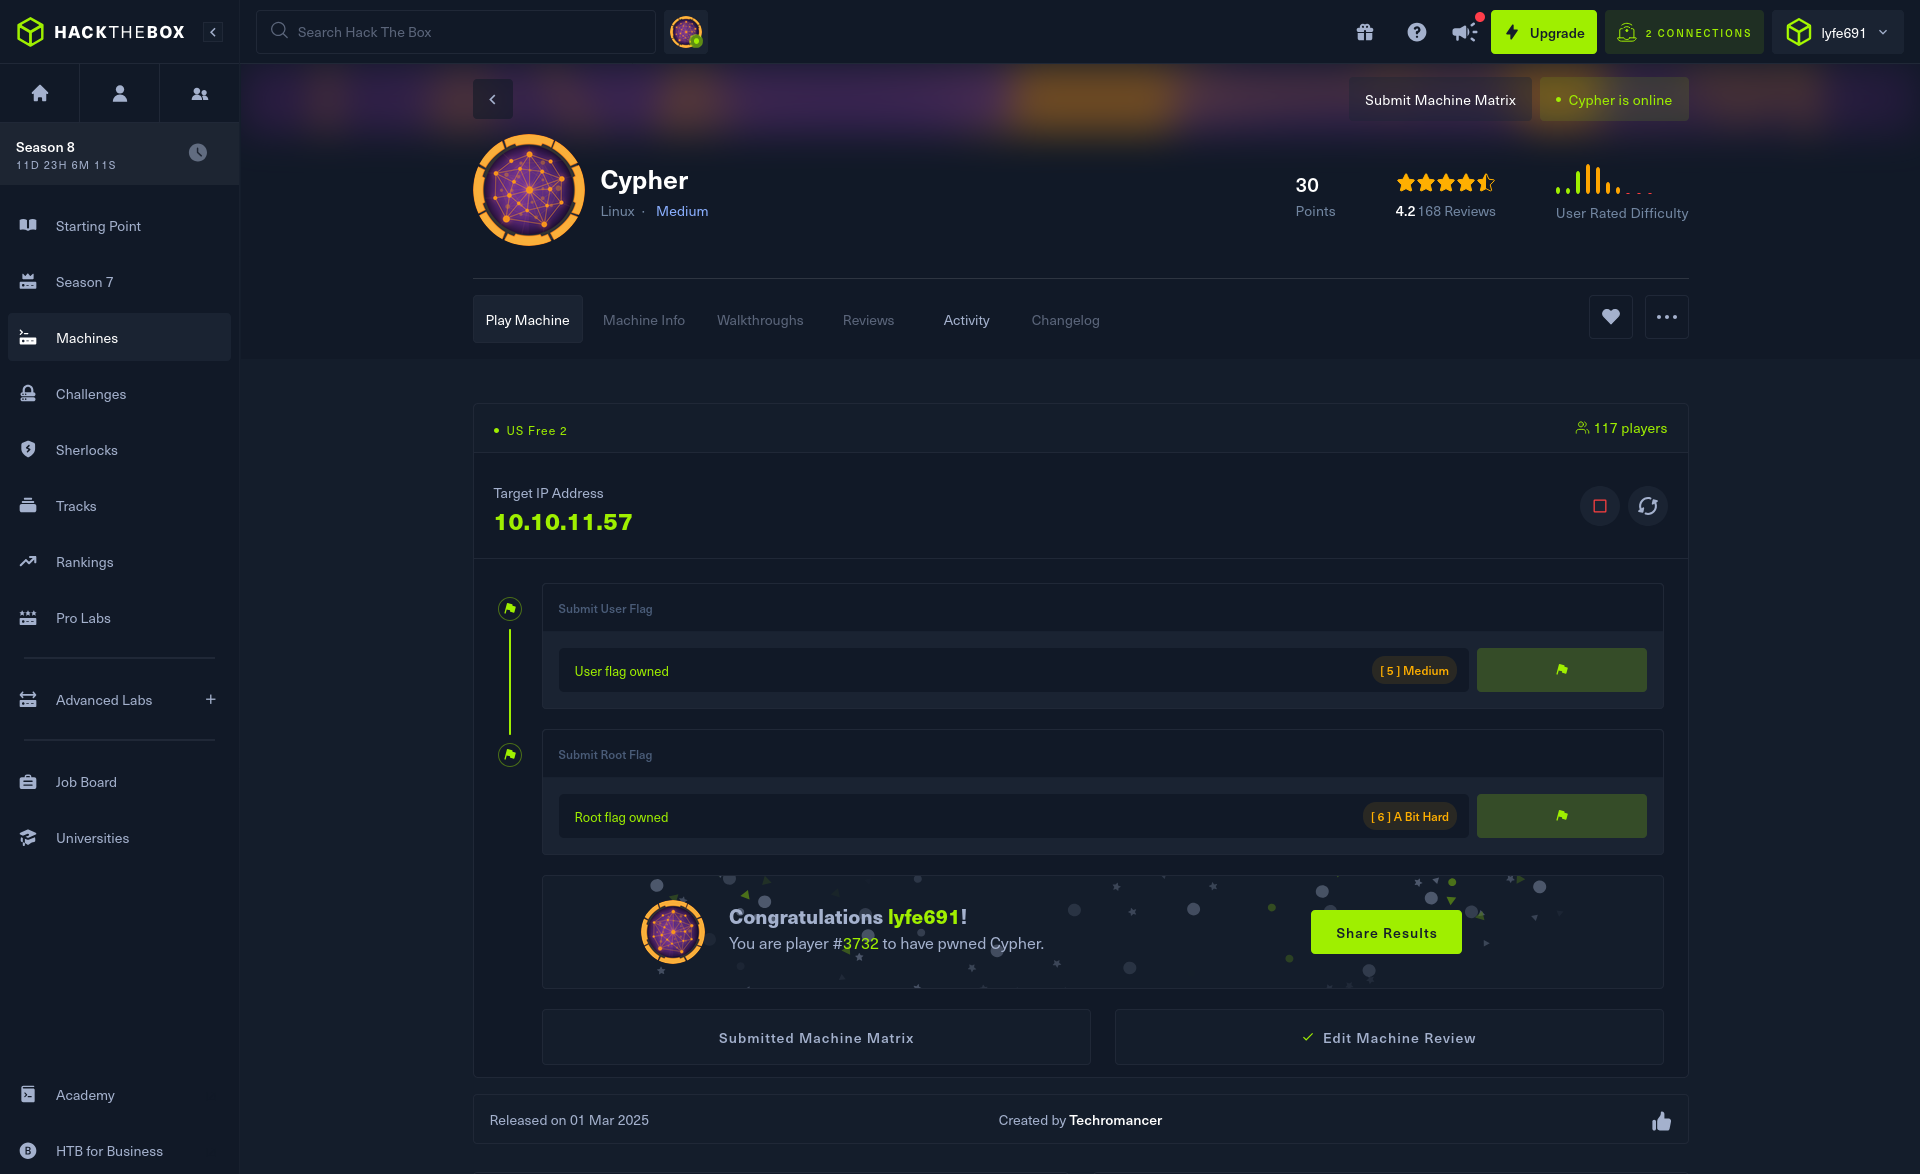 HACKTHEBOX
Search Hack The Box
Upgrade
2 CONNECTIONS
lyfe691
Season 8
11D 23H 6M 11S
Starting Point
Season 7
Machines
Challenges
Sherlocks
Tracks
Rankings
Pro Labs
Advanced Labs +
Job Board
Universities
Academy
B HTB for Business
Submit Machine Matrix
• Cypher is online
Cypher
Linux · Medium
30
Points
4.2 168 Reviews
User Rated Difficulty
Play Machine
Machine Info
Walkthroughs
Reviews
Activity
Changelog
• US Free 2
117 players
Target IP Address
10.10.11.57
Submit User Flag
User flag owned
[ 5 ] Medium
Submit Root Flag
Root flag owned
[ 6 ] A Bit Hard
Congratulations lyfe691!
You are player #3732 to have pwned Cypher.
Share Results
Submitted Machine Matrix
Edit Machine Review
Released on 01 Mar 2025
Created by Techromancer